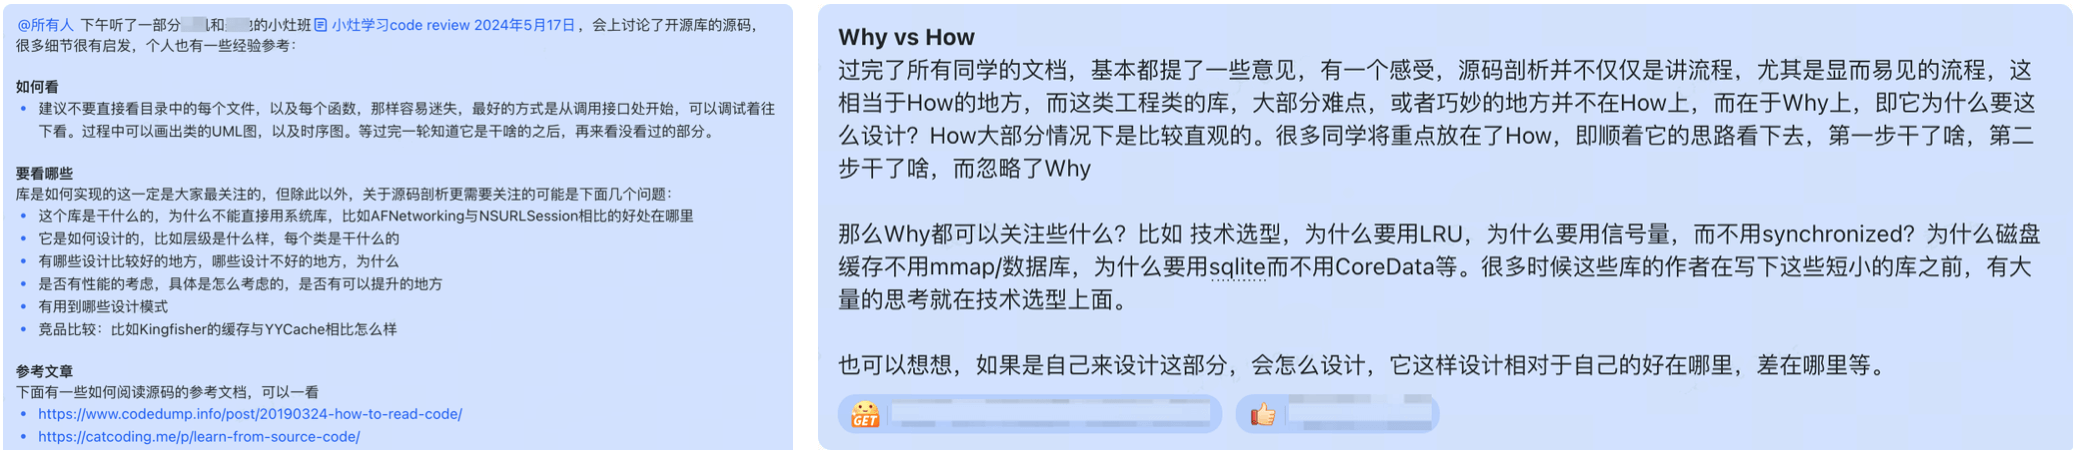 @所有人 下午听了一部分 和 的小灶班 小灶学习code review 2024年5月17日，会上讨论了开源库的源码，
很多细节很有启发，个人也有一些经验参考：
如何看
• 建议不要直接看目录中的每个文件，以及每个函数，那样容易迷失，最好的方式是从调用接口处开始，可以调试着往
下看。过程中可以画出类的UML图，以及时序图。等过完一轮知道它是干啥的之后，再来看没看过的部分。
要看哪些
库是如何实现的这一定是大家最关注的，但除此以外，关于源码剖析更需要关注的可能是下面几个问题：
• 这个库是干什么的，为什么不能直接用系统库，比如AFNetworking与NSURLSession相比的好处在哪里
• 它是如何设计的，比如层级是什么样，每个类是干什么的
• 有哪些设计比较好的地方，哪些设计不好的地方，为什么
• 是否有性能的考虑，具体是怎么考虑的，是否有可以提升的地方
• 有用到哪些设计模式
• 竞品比较：比如Kingfisher的缓存与YYCache相比怎么样
参考文章
下面有一些如何阅读源码的参考文档，可以一看
• https://www.codedump.info/post/20190324-how-to-read-code/
• https://catcoding.me/p/learn-from-source-code/
Why vs How
过完了所有同学的文档，基本都提了一些意见，有一个感受，源码剖析并不仅仅是讲流程，尤其是显而易见的流程，这
相当于How的地方，而这类工程类的库，大部分难点，或者巧妙的地方并不在How上，而在于Why上，即它为什么要这
么设计？How大部分情况下是比较直观的。很多同学将重点放在了How，即顺着它的思路看下去，第一步干了啥，第二
步干了啥，而忽略了Why
那么Why都可以关注些什么？比如 技术选型，为什么要用LRU，为什么要用信号量，而不用synchronized？为什么磁盘
缓存不用mmap/数据库，为什么要用sqlite而不用CoreData等。很多时候这些库的作者在写下这些短小的库之前，有大
量的思考就在技术选型上面。
也可以想想，如果是自己来设计这部分，会怎么设计，它这样设计相对于自己的好在哪里，差在哪里等。
GET